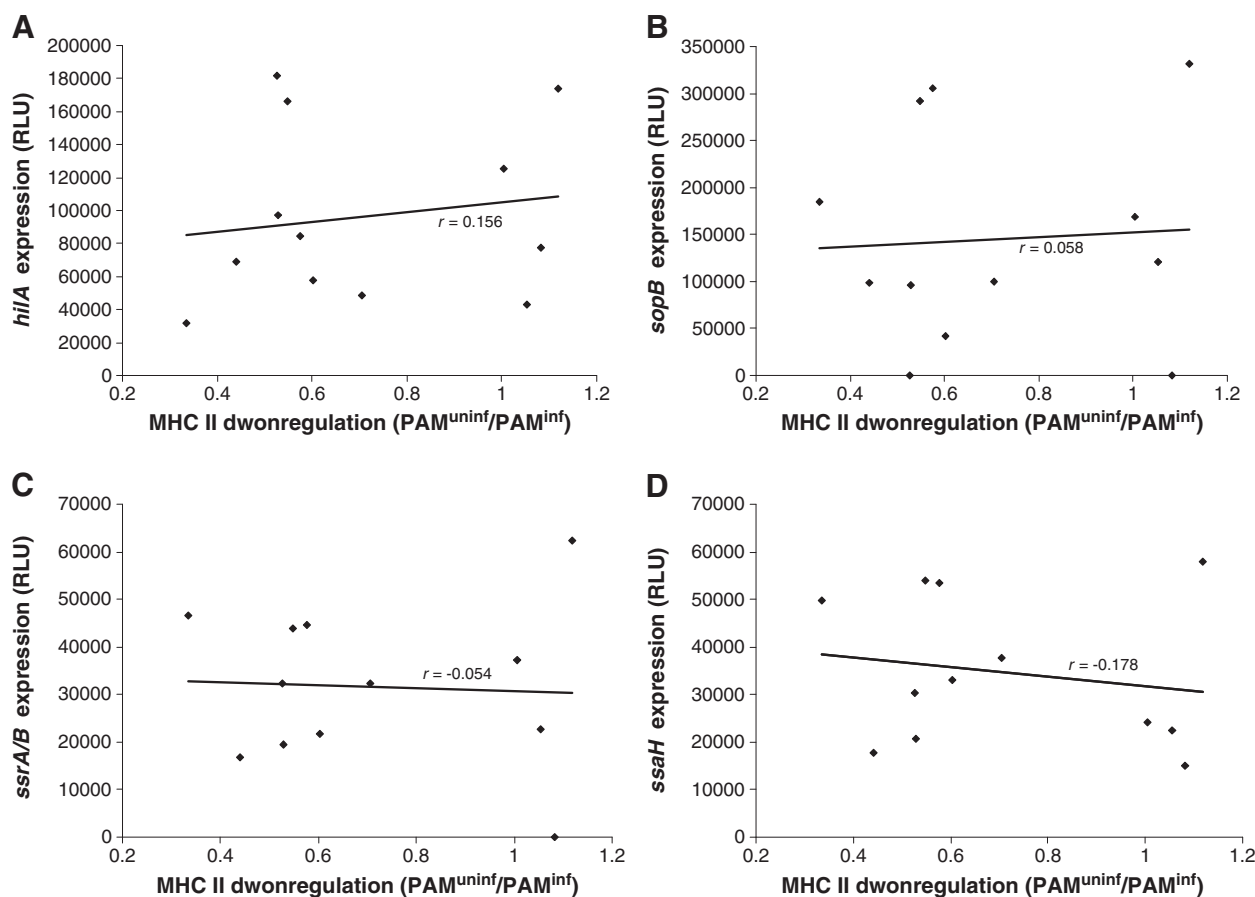 A
hilA expression (RLU)
200000
180000
160000
140000
120000
100000
80000
60000
40000
20000
0
r = 0.156
0.2 0.4 0.6 0.8 1 1.2
MHC II dwonregulation (PAMuninf/PAMinf)
B
sopB expression (RLU)
350000
300000
250000
200000
150000
100000
50000
0
r = 0.058
0.2 0.4 0.6 0.8 1 1.2
MHC II dwonregulation (PAMuninf/PAMinf)
C
ssrA/B expression (RLU)
70000
60000
50000
40000
30000
20000
10000
0
r = -0.054
0.2 0.4 0.6 0.8 1 1.2
MHC II dwonregulation (PAMuninf/PAMinf)
D
ssaH expression (RLU)
70000
60000
50000
40000
30000
20000
10000
0
r = -0.178
0.2 0.4 0.6 0.8 1 1.2
MHC II dwonregulation (PAMuninf/PAMinf)